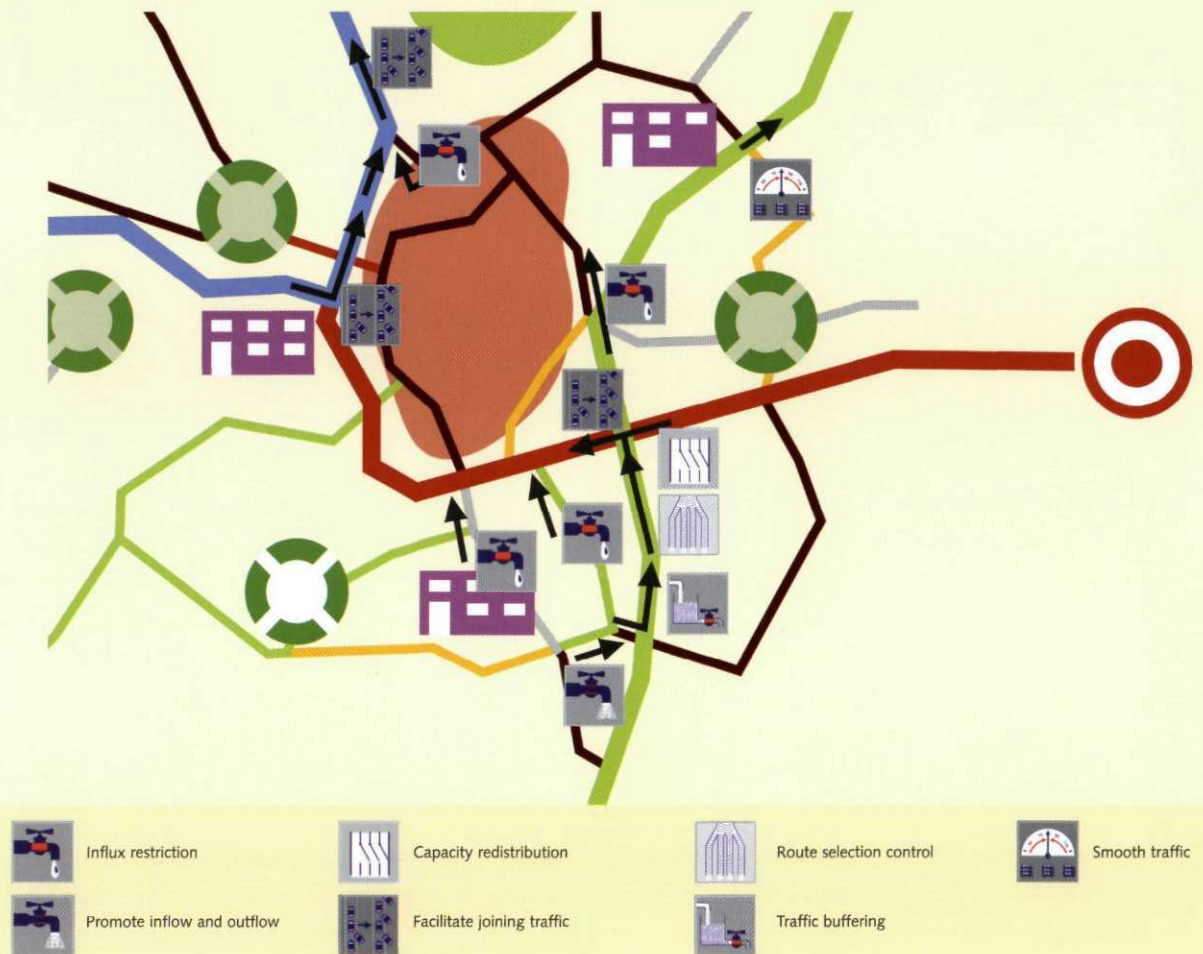 Influx restriction
Capacity redistribution
Route selection control
Smooth traffic
Promote inflow and outflow
Facilitate joining traffic
Traffic buffering